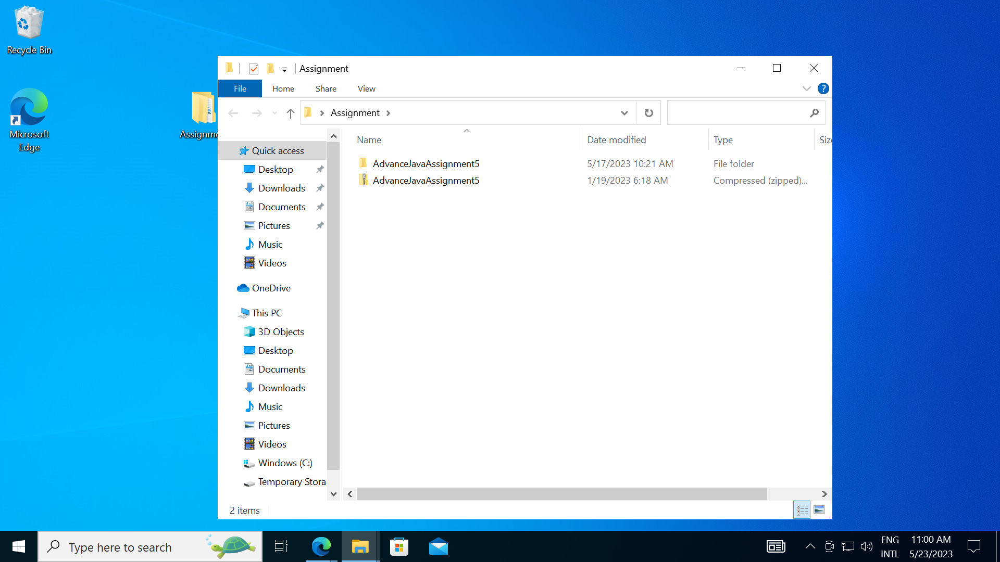 Recycle Bin
Microsoft
Edge
Assignme
Assignment
File
Home
Share
View
?
Assignment
Name
Date modified
Type
Siz
AdvanceJavaAssignment5
5/17/2023 10:21 AM
File folder
AdvanceJavaAssignment5
1/19/2023 6:18 AM
Compressed (zipped)...
Quick access
Desktop
Downloads
Documents
Pictures
Music
Videos
OneDrive
This PC
3D Objects
Desktop
Documents
Downloads
Music
Pictures
Videos
Windows (C:)
Temporary Stora
2 items
Type here to search
ENG
INTL
11:00 AM
5/23/2023